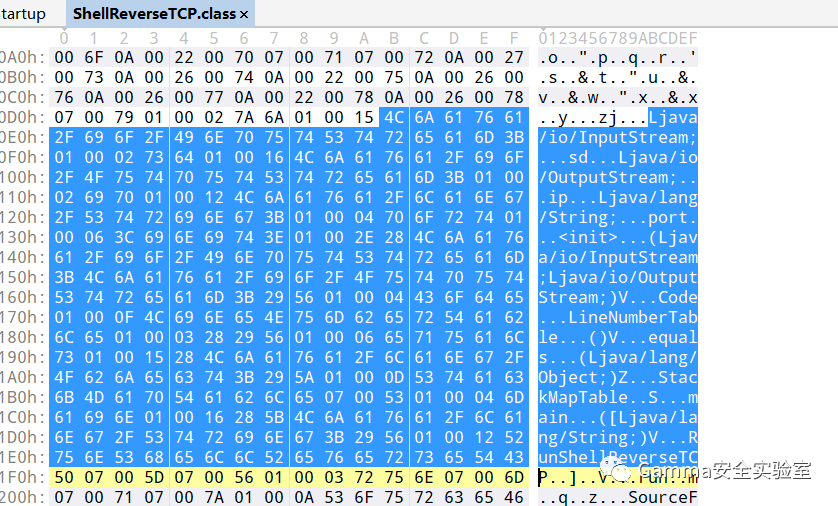 tartup ShellReverseTCP.class ×
0 1 2 3 4 5 6 7 8 9 A B C D E F 0123456789ABCDEF
0A0h: 00 6F 0A 00 22 00 70 07 00 71 07 00 72 0A 00 27 .o..".p..q..r..'
0B0h: 00 73 0A 00 26 00 74 0A 00 22 00 75 0A 00 26 00 .s..&.t..".u..&.
0C0h: 76 0A 00 26 00 77 0A 00 22 00 78 0A 00 26 00 78 v..&.w..".x..&.x
0D0h: 07 00 79 01 00 02 7A 6A 01 00 15 4C 6A 61 76 61 ..y...zj...Ljava
0E0h: 2F 69 6F 2F 49 6E 70 75 74 53 74 72 65 61 6D 3B /io/InputStream;
0F0h: 01 00 02 73 64 01 00 16 4C 6A 61 76 61 2F 69 6F ...sd...Ljava/io
100h: 2F 4F 75 74 70 75 74 53 74 72 65 61 6D 3B 01 00 /OutputStream;..
110h: 02 69 70 01 00 12 4C 6A 61 76 61 2F 6C 61 6E 67 .ip...Ljava/lang
120h: 2F 53 74 72 69 6E 67 3B 01 00 04 70 6F 72 74 01 /String;...port.
130h: 00 06 3C 69 6E 69 74 3E 01 00 2E 28 4C 6A 61 76 ..<init>...(Ljav
140h: 61 2F 69 6F 2F 49 6E 70 75 74 53 74 72 65 61 6D a/io/InputStream
150h: 3B 4C 6A 61 76 61 2F 69 6F 2F 4F 75 74 70 75 74 ;Ljava/io/Output
160h: 53 74 72 65 61 6D 3B 29 56 01 00 04 43 6F 64 65 Stream;)V...Code
170h: 01 00 0F 4C 69 6E 65 4E 75 6D 62 65 72 54 61 62 ...LineNumberTab
180h: 6C 65 01 00 03 28 29 56 01 00 06 65 71 75 61 6C le...()V...equal
190h: 73 01 00 15 28 4C 6A 61 76 61 2F 6C 61 6E 67 2F s...(Ljava/lang/
1A0h: 4F 62 6A 65 63 74 3B 29 5A 01 00 0D 53 74 61 63 Object;)Z...Stac
1B0h: 6B 4D 61 70 54 61 62 6C 65 07 00 53 01 00 04 6D kMapTable..S...m
1C0h: 61 69 6E 01 00 16 28 5B 4C 6A 61 76 61 2F 6C 61 ain...([Ljava/la
1D0h: 6E 67 2F 53 74 72 69 6E 67 3B 29 56 01 00 12 52 ng/String;)V...R
1E0h: 75 6E 53 68 65 6C 6C 52 65 76 65 72 73 65 54 43 unShellReverseTC
1F0h: 50 07 00 5D 07 00 56 01 00 03 72 75 6E 07 00 6D P..]..V...run..m
200h: 07 00 71 07 00 7A 01 00 0A 53 6F 75 72 63 65 46 ..q..z...SourceF
Gamma安全实验室